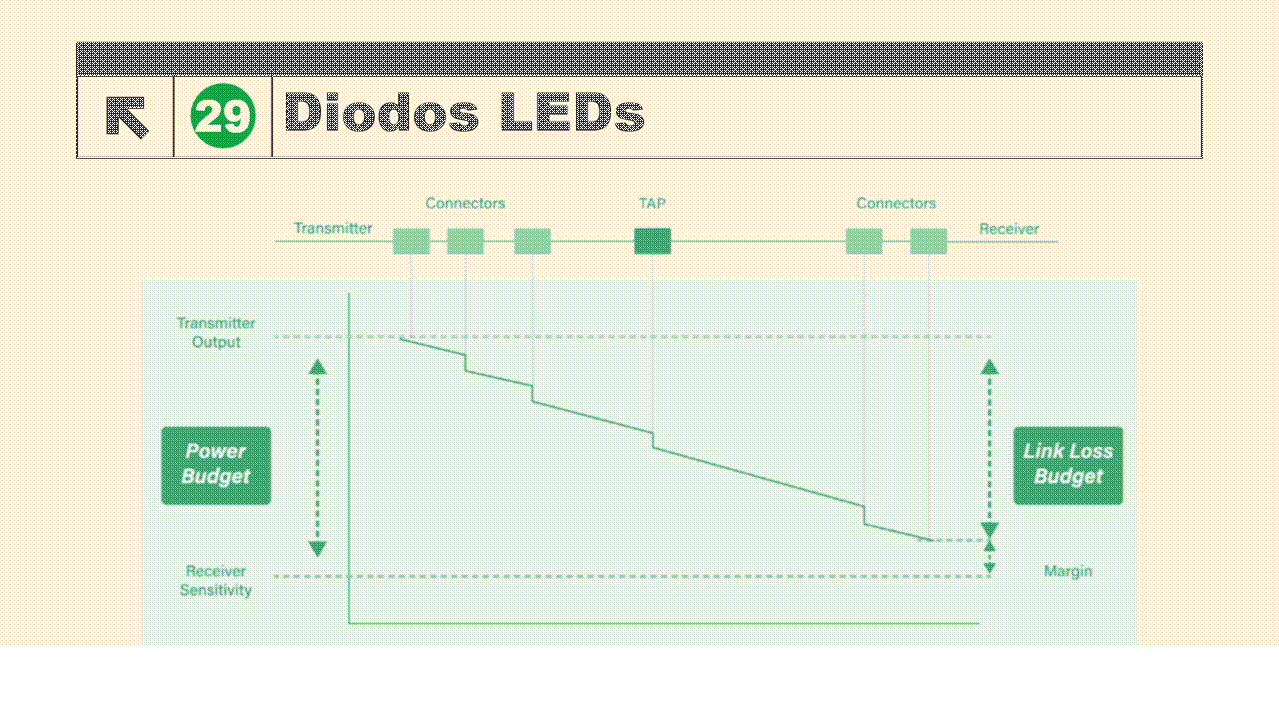 29
Diodos LEDs
Connectors
TAP
Connectors
Transmitter
Receiver
Transmitter
Output
Power
Budget
Link Loss
Budget
Receiver
Sensitivity
Margin